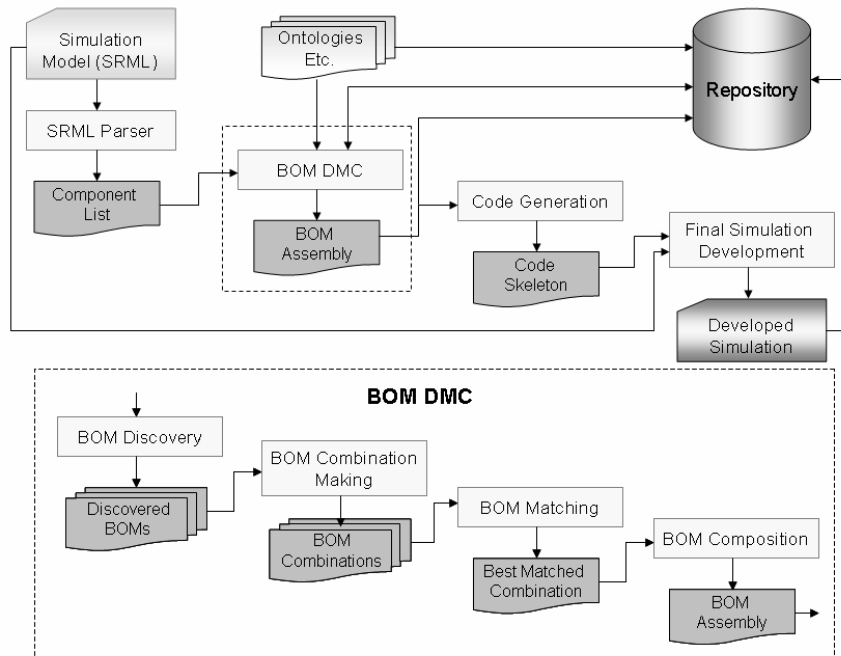 Simulation
Model (SRML)
Ontologies
Etc.
Repository
SRML Parser
Component
List
BOM DMC
BOM
Assembly
Code Generation
Code
Skeleton
Final Simulation
Development
Developed
Simulation
BOM DMC
BOM Discovery
Discovered
BOMs
BOM Combination
Making
BOM
Combinations
BOM Matching
Best Matched
Combination
BOM Composition
BOM
Assembly